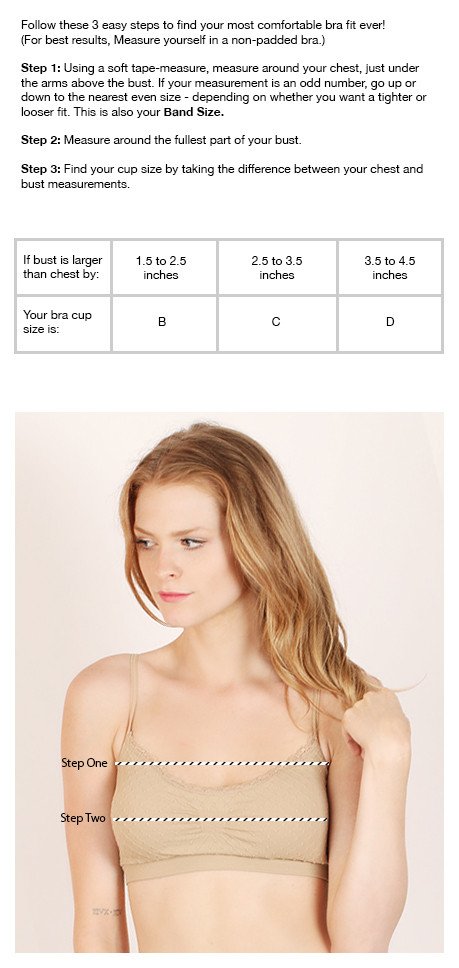 Follow these 3 easy steps to find your most comfortable bra fit ever!
(For best results, Measure yourself in a non-padded bra.)
Step 1: Using a soft tape-measure, measure around your chest, just under
the arms above the bust. If your measurement is an odd number, go up or
down to the nearest even size - depending on whether you want a tighter or
looser fit. This is also your Band Size.
Step 2: Measure around the fullest part of your bust.
Step 3: Find your cup size by taking the difference between your chest and
bust measurements.
If bust is larger
than chest by:
1.5 to 2.5
inches
2.5 to 3.5
inches
3.5 to 4.5
inches
Your bra cup
size is:
B
C
D
Step One
Step Two